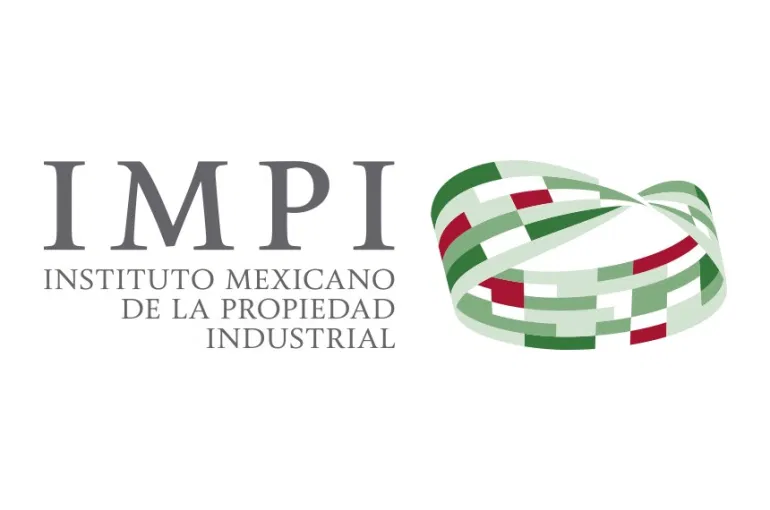 IMPI
INSTITUTO MEXICANO
DE LA PROPIEDAD
INDUSTRIAL